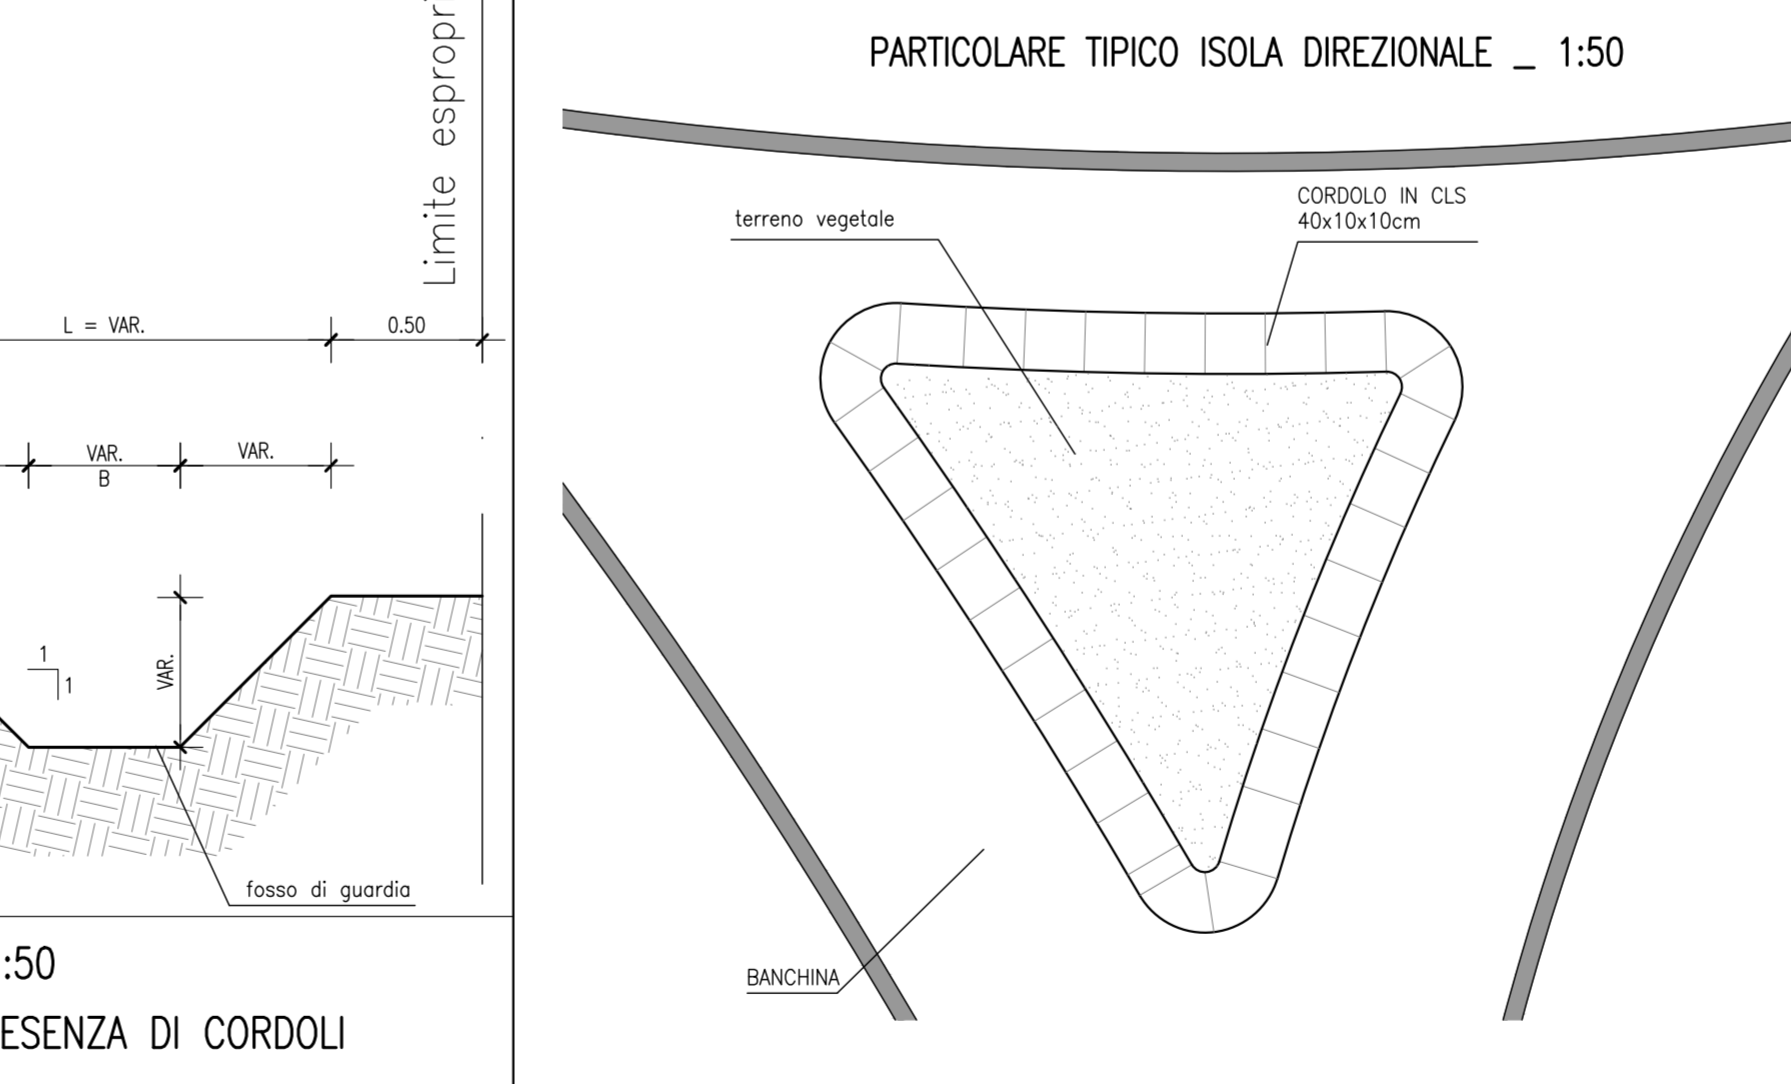 Limite espropri
L = VAR.
0.50
VAR.
B
VAR.
1
1
VAR.
fosso di guardia
:50
ESENZA DI CORDOLI
PARTICOLARE TIPICO ISOLA DIREZIONALE _ 1:50
terreno vegetale
CORDOLO IN CLS
40x10x10cm
BANCHINA